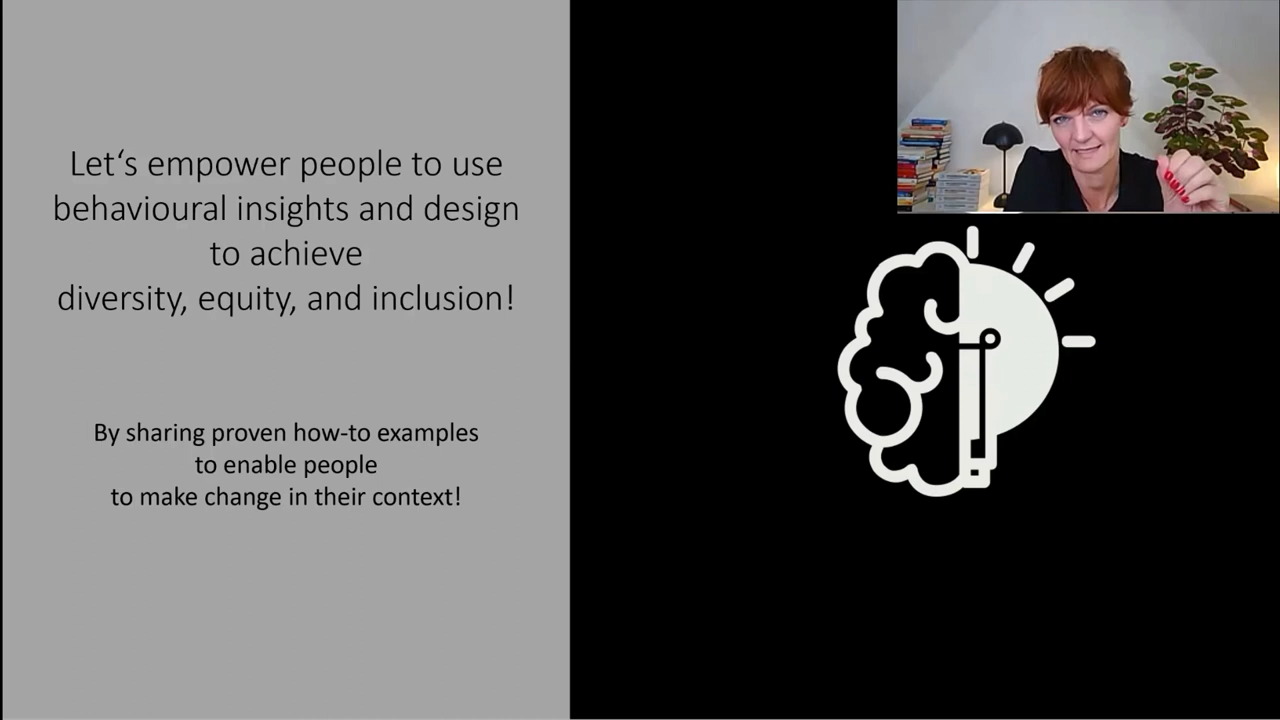 Let‘s empower people to use
behavioural insights and design
to achieve
diversity, equity, and inclusion!
By sharing proven how-to examples
to enable people
to make change in their context!